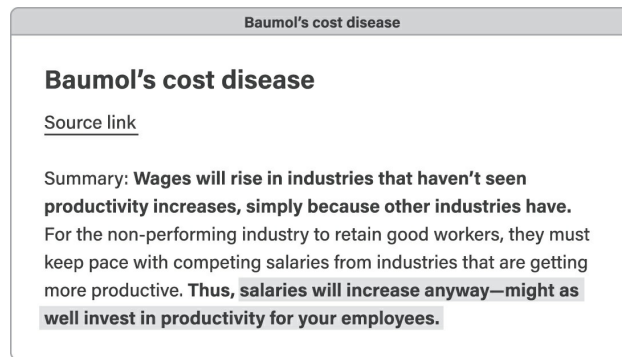 Baumol’s cost disease
Baumol’s cost disease
Source link
Summary: Wages will rise in industries that haven’t seen
productivity increases, simply because other industries have.
For the non-performing industry to retain good workers, they must
keep pace with competing salaries from industries that are getting
more productive. Thus, salaries will increase anyway—might as
well invest in productivity for your employees.